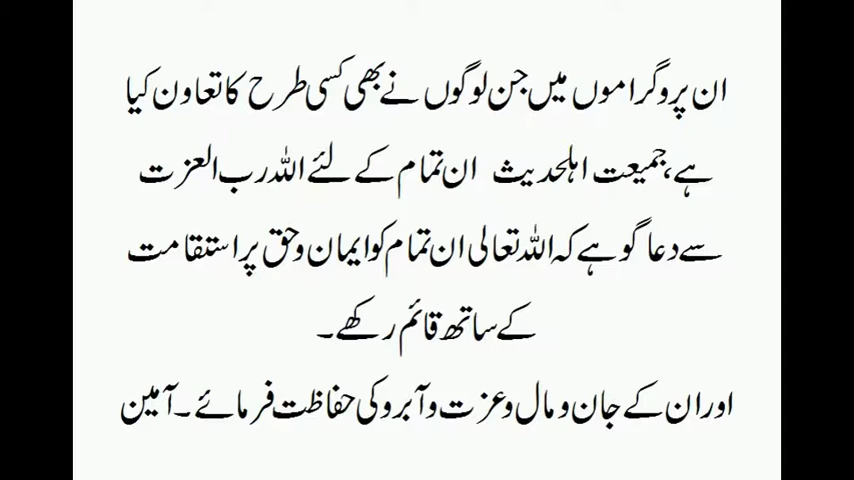 ان پروگراموں میں جن لوگوں نے بھی کسی طرح کا تعاون کیا
ہے، جمیعت اہلحدیث ان تمام کے لئے اللہ رب العزت
سے دعا گو ہے کہ اللہ تعالی ان تمام کو ایمان و حق پر استقامت
کے ساتھ قائم رکھے۔
اور ان کے جان و مال و عزت و آبرو کی حفاظت فرمائے۔ آمین